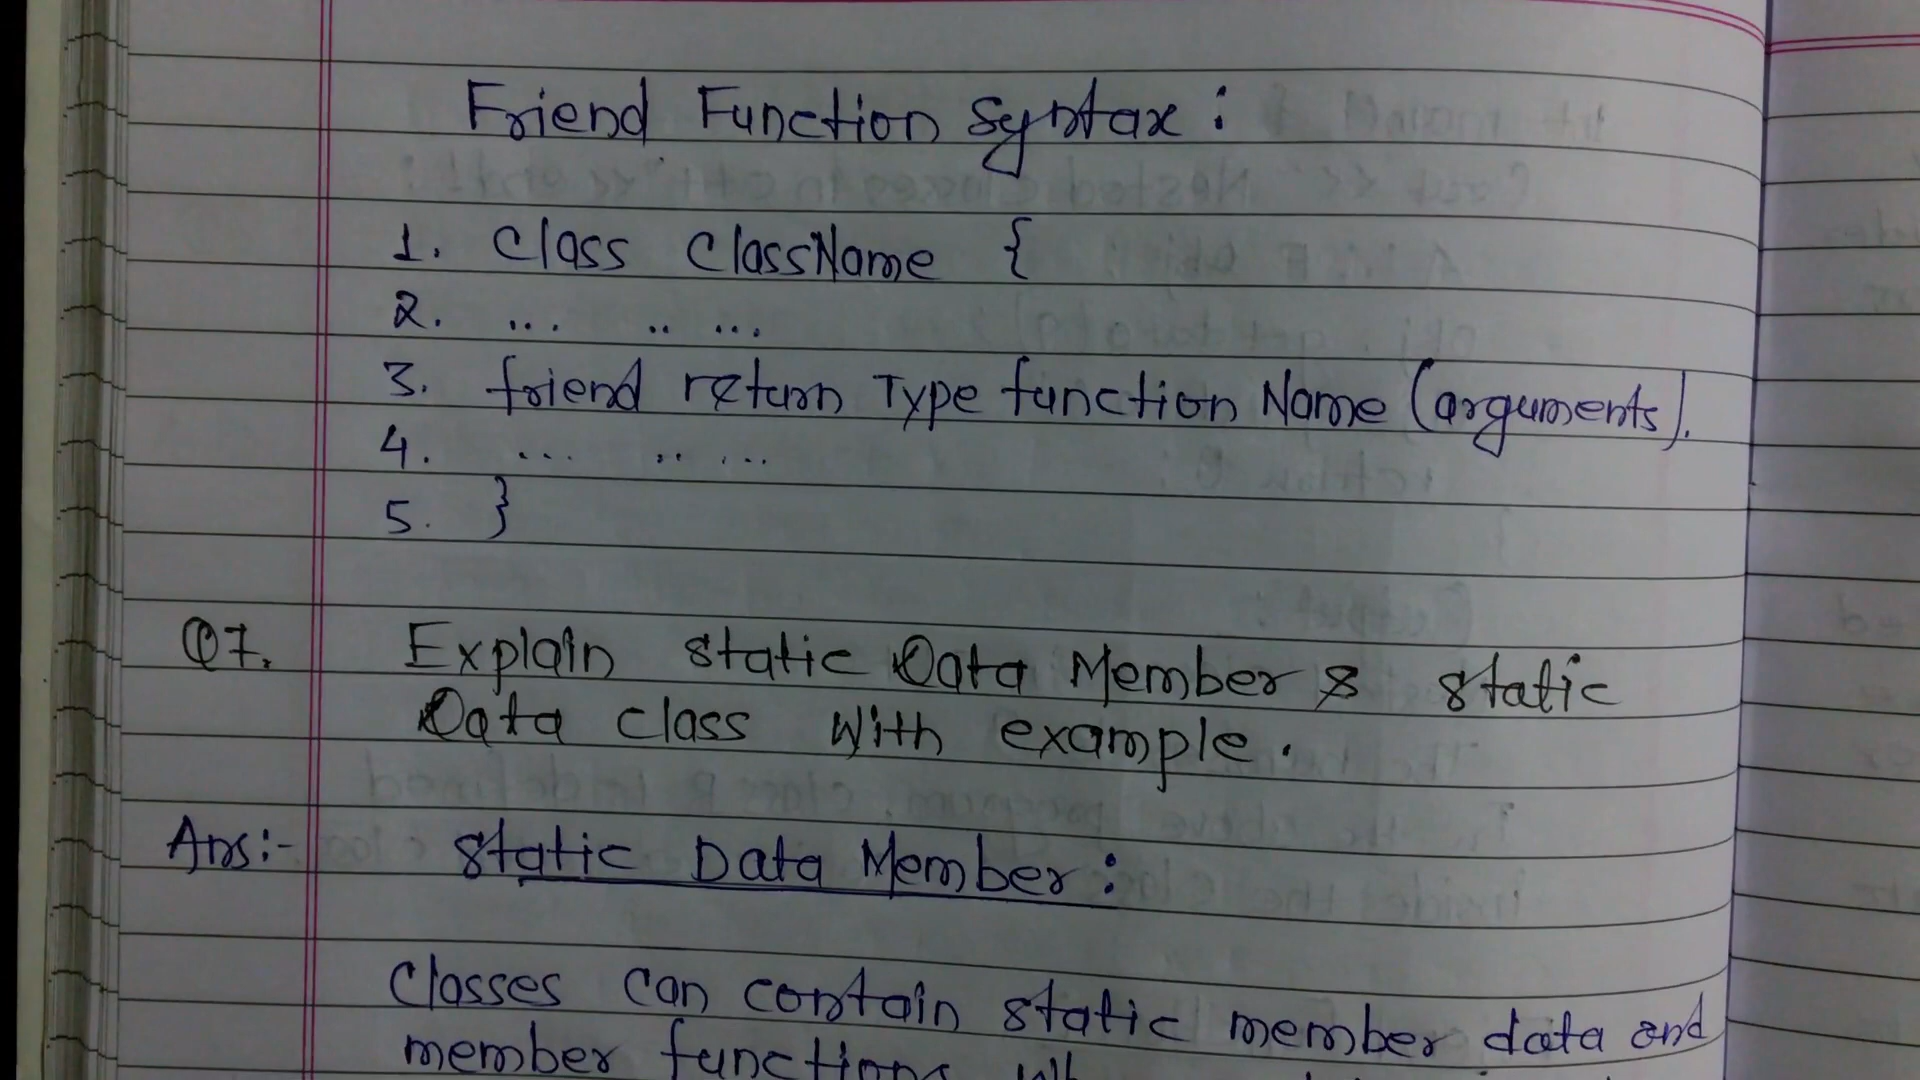 Friend Function Syntax :
1. class ClassName {
2. ... .. ...
3. friend return Type function Name (arguments).
4. ... .. ...
5. }
Q7. Explain static Data Member & static
Data class With example.
Ans:- Static Data Member :
Classes can contain static member data and
member functions